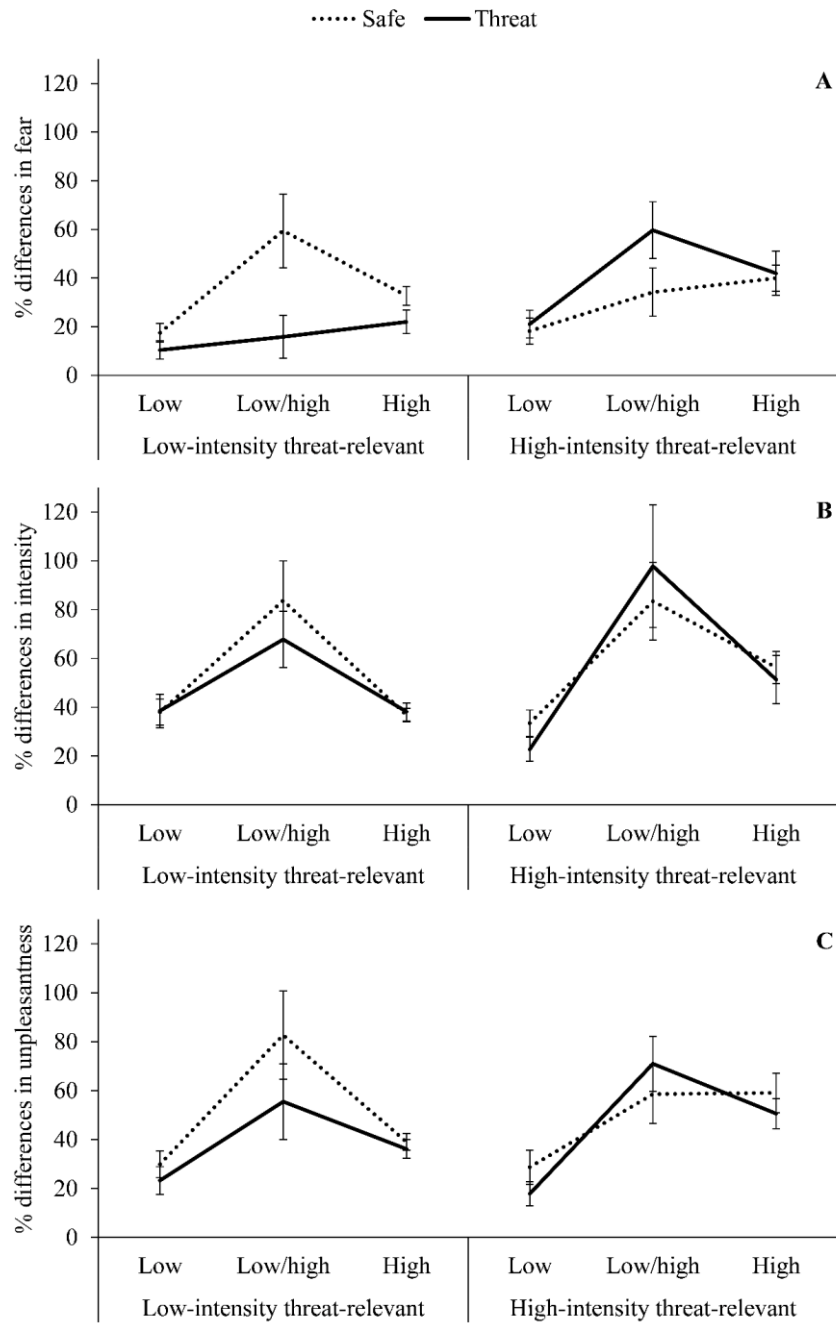 Safe Threat
A
% differences in fear
120
100
80
60
40
20
0
Low Low/high High Low Low/high High
Low-intensity threat-relevant High-intensity threat-relevant
B
% differences in intensity
120
100
80
60
40
20
0
Low Low/high High Low Low/high High
Low-intensity threat-relevant High-intensity threat-relevant
C
% differences in unpleasantness
120
100
80
60
40
20
0
Low Low/high High Low Low/high High
Low-intensity threat-relevant High-intensity threat-relevant